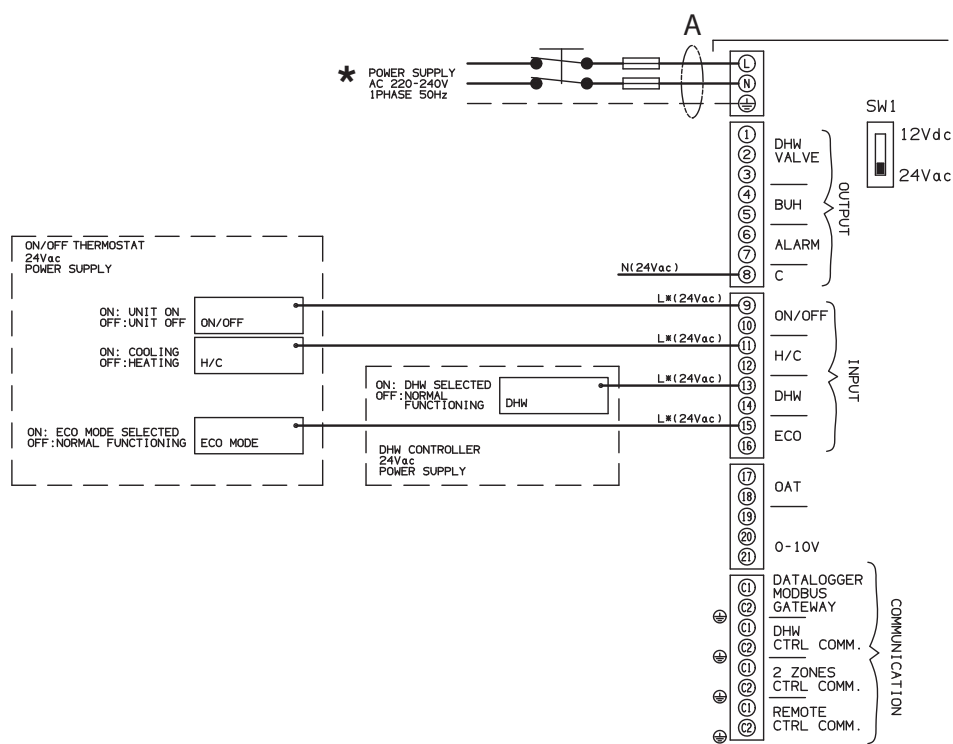 A
* POWER SUPPLY
AC 220-240V
1PHASE 50Hz
L
N
SW1
12Vdc
24Vac
1
2
3
4
5
6
7
8
DHW
VALVE
BUH
ALARM
C
OUTPUT
N(24Vac)
ON/OFF THERMOSTAT
24Vac
POWER SUPPLY
ON: UNIT ON
OFF:UNIT OFF
ON/OFF
L*(24Vac)
ON: COOLING
OFF:HEATING
H/C
L*(24Vac)
ON: DHW SELECTED
OFF:NORMAL
FUNCTIONING
DHW
L*(24Vac)
ON: ECO MODE SELECTED
OFF:NORMAL FUNCTIONING
ECO MODE
L*(24Vac)
DHW CONTROLLER
24Vac
POWER SUPPLY
9
10
11
12
13
14
15
16
ON/OFF
H/C
DHW
ECO
INPUT
17
18
19
20
21
OAT
0-10V
C1
C2
C1
C2
C1
C2
C1
C2
DATALOGGER
MODBUS
GATEWAY
DHW
CTRL COMM.
2 ZONES
CTRL COMM.
REMOTE
CTRL COMM.
COMMUNICATION